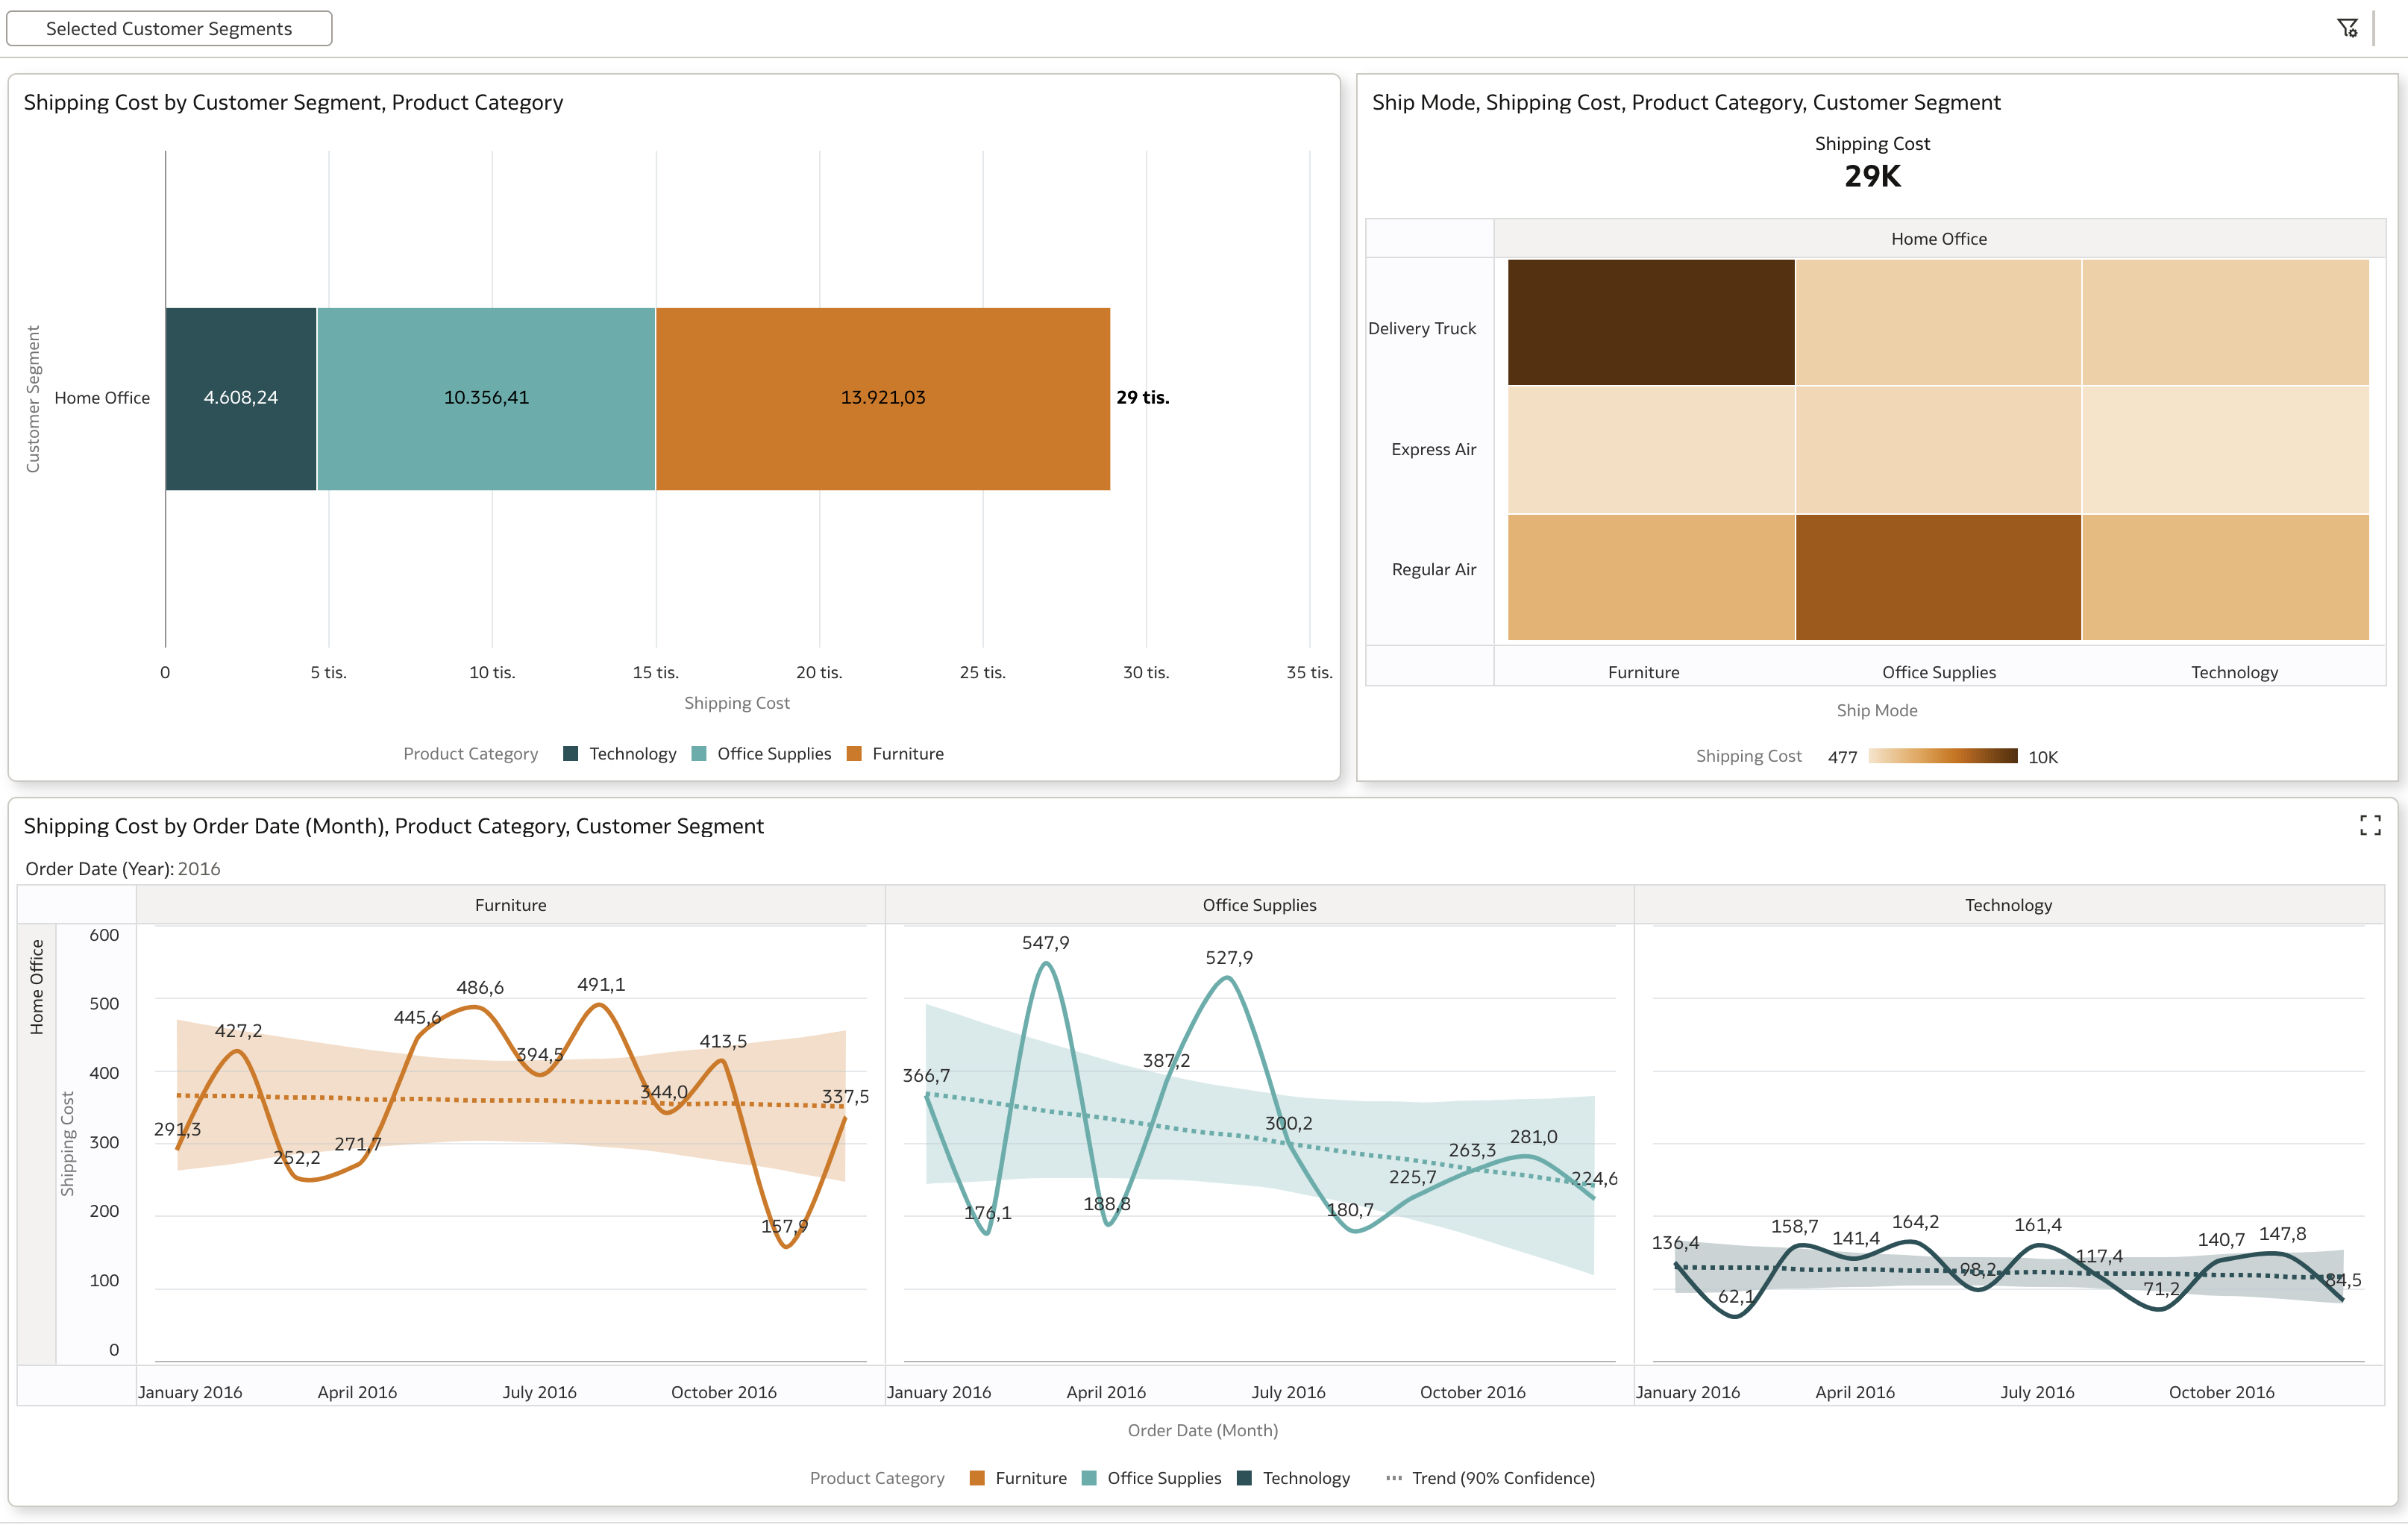 Selected Customer Segments
Shipping Cost by Customer Segment, Product Category
Customer Segment
Home Office
4.608,24
10.356,41
13.921,03
29 tis.
0
5 tis.
10 tis.
15 tis.
20 tis.
25 tis.
30 tis.
35 tis.
Shipping Cost
Product Category
Technology
Office Supplies
Furniture
Ship Mode, Shipping Cost, Product Category, Customer Segment
Shipping Cost
29K
Home Office
Delivery Truck
Express Air
Regular Air
Furniture
Office Supplies
Technology
Ship Mode
Shipping Cost
477
10K
Shipping Cost by Order Date (Month), Product Category, Customer Segment
Order Date (Year): 2016
Furniture
Office Supplies
Technology
Home Office
Shipping Cost
600
500
400
300
200
100
0
291,3
427,2
252,2
271,7
445,6
486,6
394,5
491,1
344,0
413,5
157,9
337,5
366,7
176,1
547,9
188,8
387,2
527,9
300,2
180,7
225,7
263,3
281,0
224,6
136,4
62,1
158,7
141,4
164,2
98,2
161,4
117,4
71,2
140,7
147,8
84,5
January 2016
April 2016
July 2016
October 2016
January 2016
April 2016
July 2016
October 2016
January 2016
April 2016
July 2016
October 2016
Order Date (Month)
Product Category
Furniture
Office Supplies
Technology
Trend (90% Confidence)